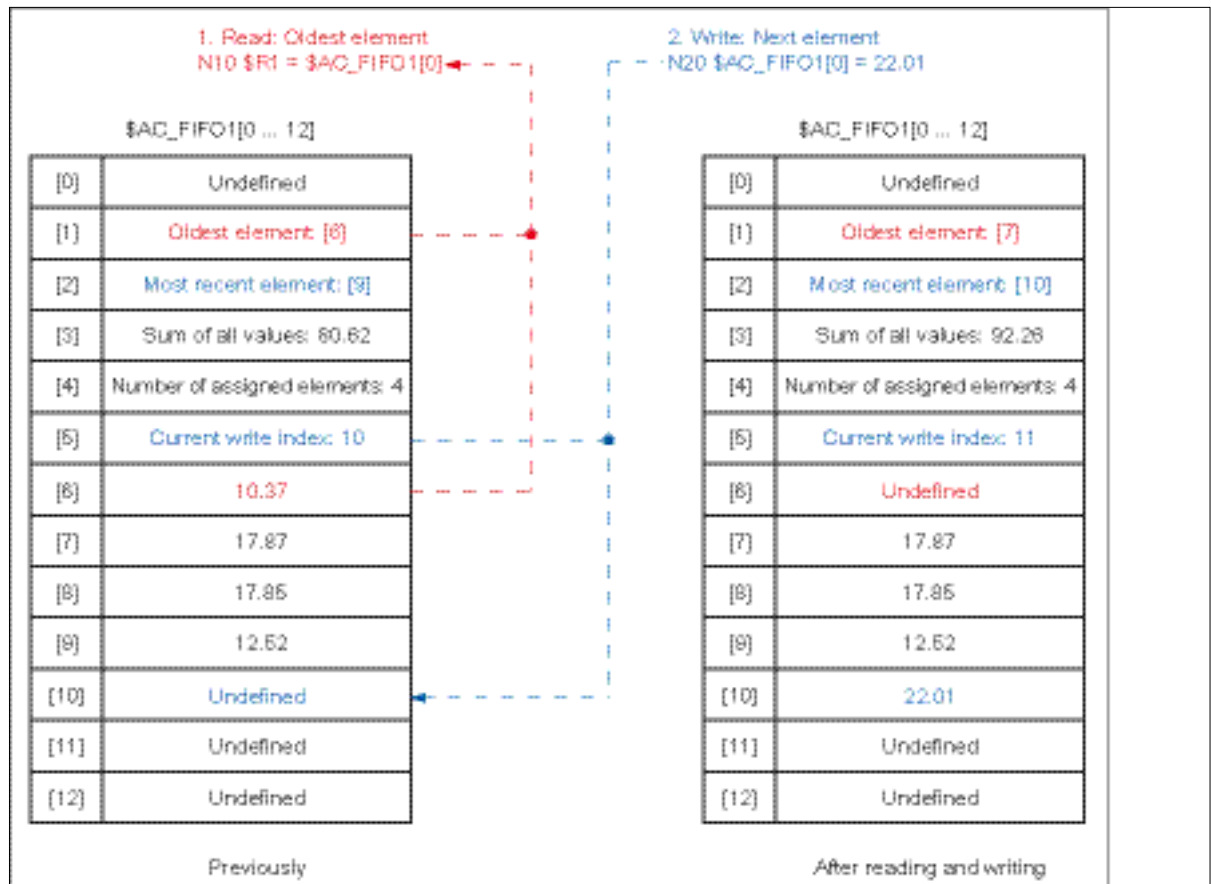 1. Read: Oldest element
N10 $R1 = $AC_FIFO1[0]
2. Write: Next element
N20 $AC_FIFO1[0] = 22.01
$AC_FIFO1[0 ... 12]
[0] Undefined
[1] Oldest element: [6]
[2] Most recent element: [9]
[3] Sum of all values: 80.62
[4] Number of assigned elements: 4
[5] Current write index: 10
[6] 10.37
[7] 17.87
[8] 17.85
[9] 12.52
[10] Undefined
[11] Undefined
[12] Undefined
Previously
$AC_FIFO1[0 ... 12]
[0] Undefined
[1] Oldest element: [7]
[2] Most recent element: [10]
[3] Sum of all values: 92.26
[4] Number of assigned elements: 4
[5] Current write index: 11
[6] Undefined
[7] 17.87
[8] 17.85
[9] 12.52
[10] 22.01
[11] Undefined
[12] Undefined
After reading and writing